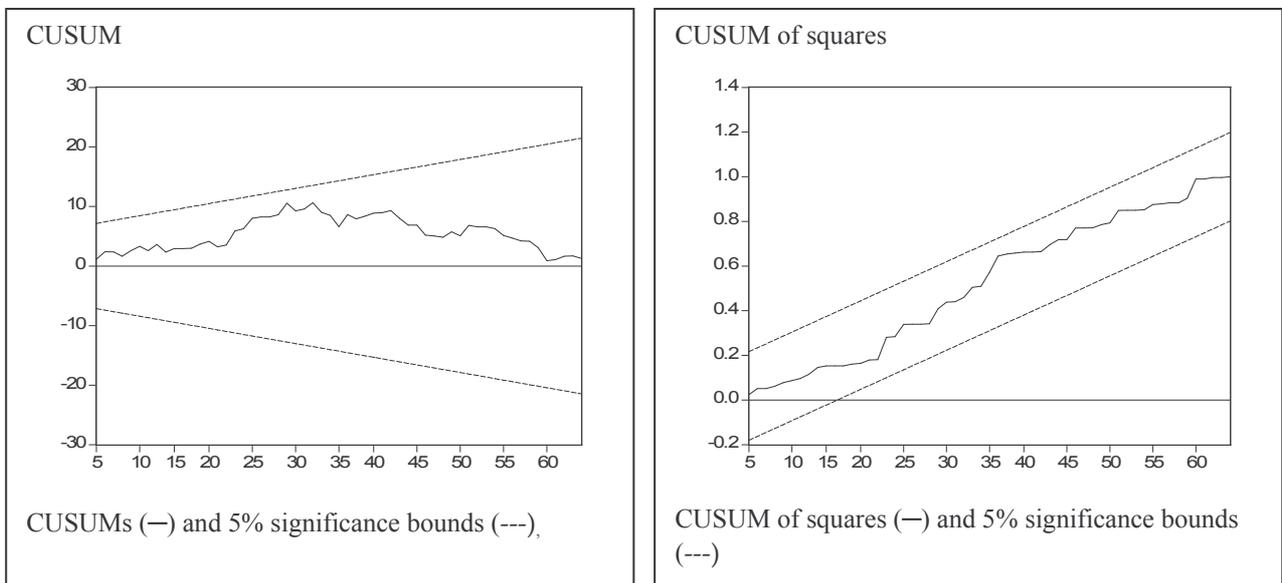 CUSUM
30
20
10
0
-10
-20
-30
5 10 15 20 25 30 35 40 45 50 55 60
CUSUMs (─) and 5% significance bounds (---),
CUSUM of squares
1.4
1.2
1.0
0.8
0.6
0.4
0.2
0.0
-0.2
5 10 15 20 25 30 35 40 45 50 55 60
CUSUM of squares (─) and 5% significance bounds
(---)